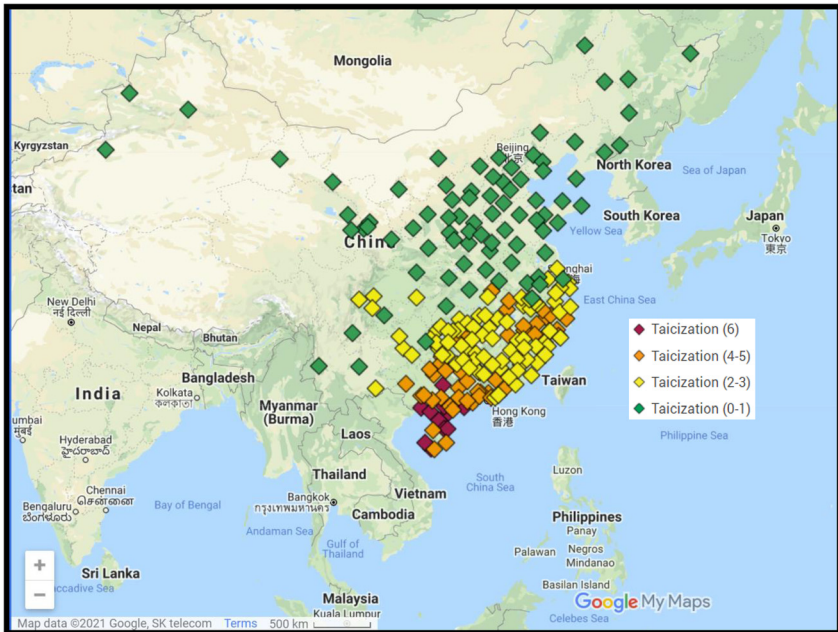 Mongolia
Kyrgyzstan
Beijing
北京
North Korea
Sea of Japan
tan
South Korea
Japan
Tokyo
東京
Yellow Sea
East China Sea
New Delhi
नई दिल्ली
Nepal
Bhutan
Taicization (6)
Taicization (4-5)
Taicization (2-3)
Taicization (0-1)
Bangladesh
India
Kolkata
কলকাতা
Taiwan
Myanmar
(Burma)
Hong Kong
香港
umbai
मुंबई
Hyderabad
హైదరాబాద్
Laos
Philippine Sea
Thailand
South
China Sea
Luzon
Chennai
சென்னை
Bengaluru
ಬೆಂಗಳೂರು
Bay of Bengal
Bangkok
กรุงเทพมหานคร
Vietnam
Cambodia
Philippines
Panay
Andaman Sea
Gulf of
Thailand
Palawan
Negros
Mindanao
Sri Lanka
Basilan Island
+
−
accadive Sea
Malaysia
Kuala Lumpur
Google My Maps
Celebes Sea
Map data ©2021 Google, SK telecom
Terms
500 km